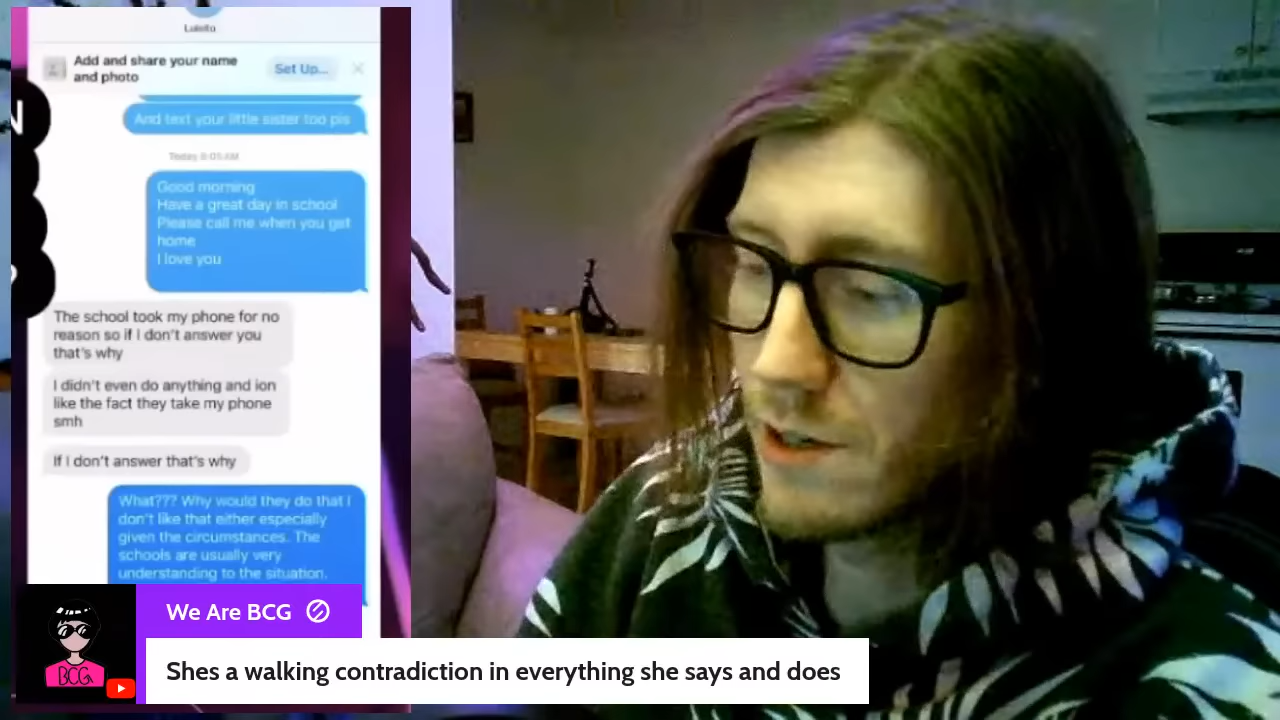 Lulello
Add and share your name
and photo
Set Up...
N
And text your little sister too pls
Today 8:05 AM
Good morning
Have a great day in school
Please call me when you get
home
I love you
The school took my phone for no
reason so if I don't answer you
that's why
I didn't even do anything and ion
like the fact they take my phone
smh
If I don't answer that's why
What??? Why would they do that I
don't like that either especially
given the circumstances. The
schools are usually very
understanding to the situation.
We Are BCG
BCG
Shes a walking contradiction in everything she says and does